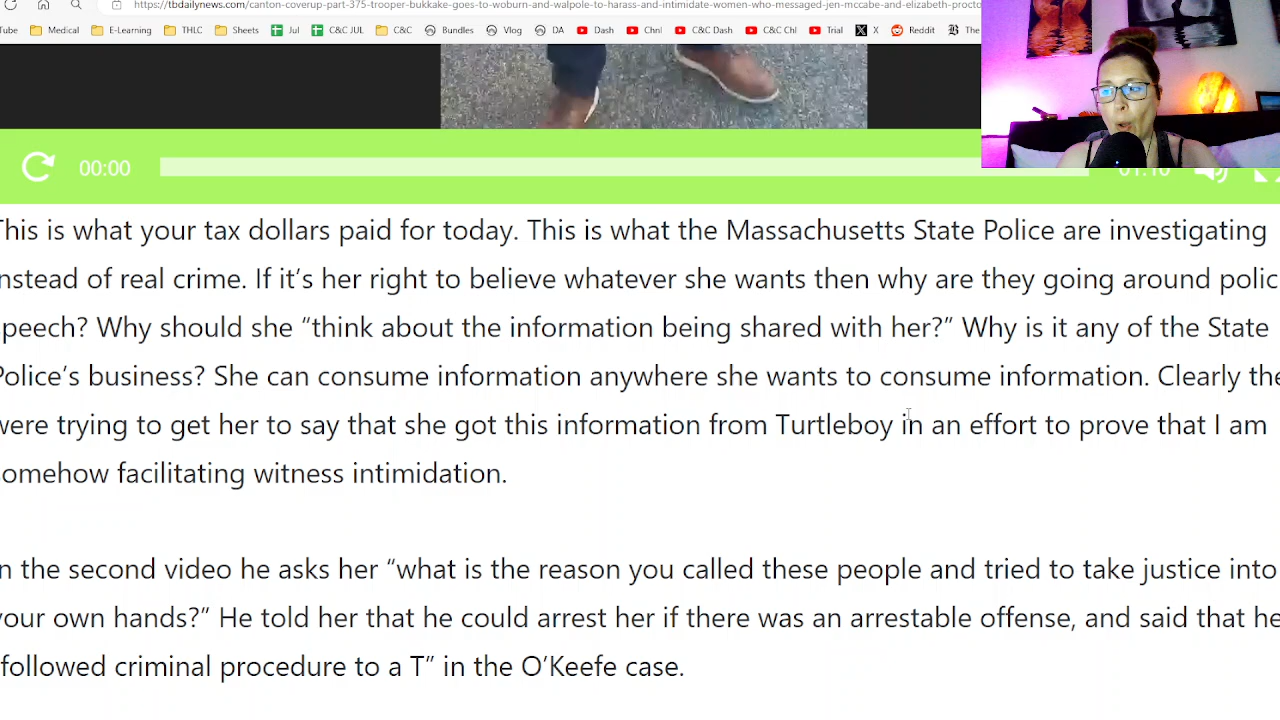 tbdailynews.com/canton-coverup-part-375-trooper-bukkake-goes-to-woburn-and-walpole-to-harass-and-intimidate-women-who-messaged-jen-mccabe-and-elizabeth-procto
Tube Medical E-Learning THLC Sheets Jul C&C JUL C&C Bundles Vlog DA Dash Chnl C&C Dash C&C Chl Trial X Reddit The
00:00 01:10
This is what your tax dollars paid for today. This is what the Massachusetts State Police are investigating
nstead of real crime. If it's her right to believe whatever she wants then why are they going around polic
speech? Why should she “think about the information being shared with her?” Why is it any of the State
Police's business? She can consume information anywhere she wants to consume information. Clearly the
were trying to get her to say that she got this information from Turtleboy in an effort to prove that I am
somehow facilitating witness intimidation.
n the second video he asks her “what is the reason you called these people and tried to take justice into
your own hands?” He told her that he could arrest her if there was an arrestable offense, and said that he
followed criminal procedure to a T” in the O'Keefe case.